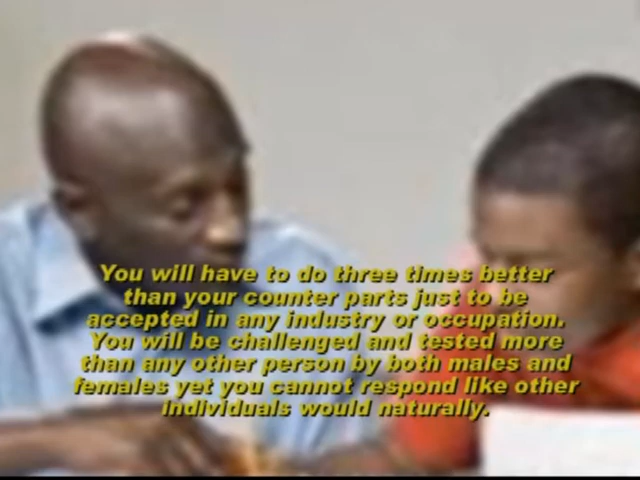 You will have to do three times better
than your counter parts just to be
accepted in any industry or occupation.
You will be challenged and tested more
than any other person by both males and
females yet you cannot respond like other
individuals would naturally.